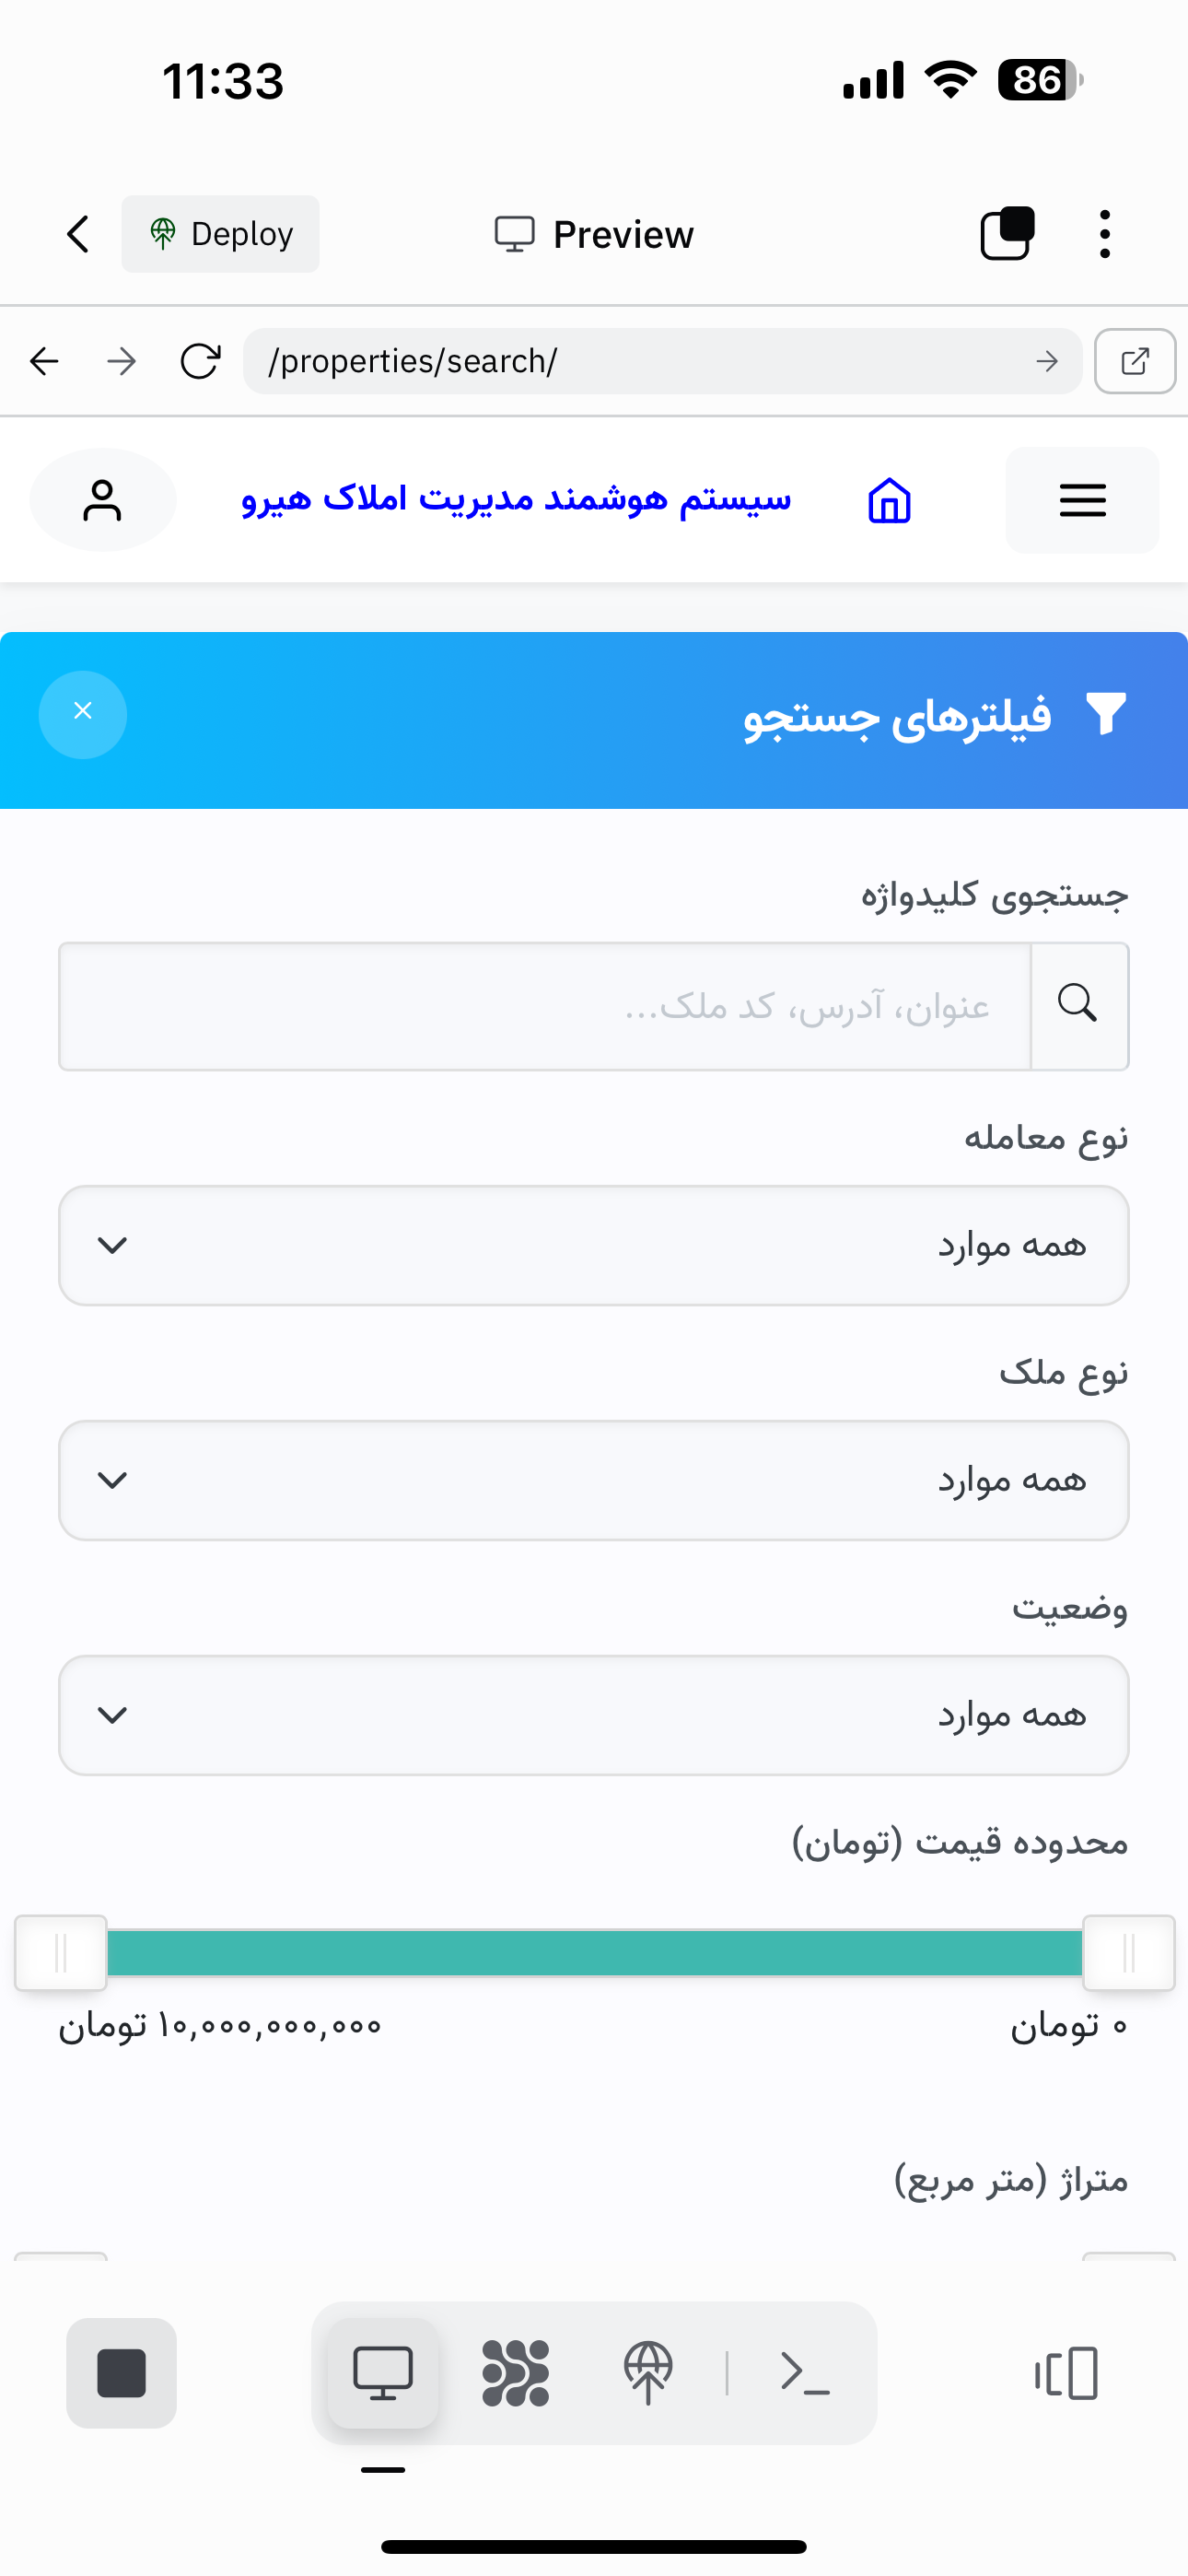 11:33
86
Deploy
Preview
/properties/search/
سیستم هوشمند مدیریت املاک هیرو
فیلترهای جستجو
جستجوی کلیدواژه
عنوان، آدرس، کد ملک...
نوع معامله
همه موارد
نوع ملک
همه موارد
وضعیت
همه موارد
محدوده قیمت (تومان)
۰ تومان
۱۰,۰۰۰,۰۰۰,۰۰۰ تومان
متراژ (متر مربع)